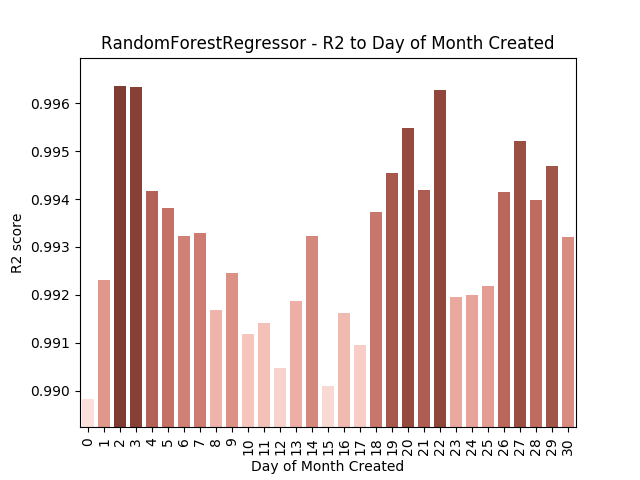 RandomForestRegressor - R2 to Day of Month Created
0.996
0.995
0.994
0.993
0.992
0.991
0.990
R2 score
0 1 2 3 4 5 6 7 8 9 10 11 12 13 14 15 16 17 18 19 20 21 22 23 24 25 26 27 28 29 30
Day of Month Created